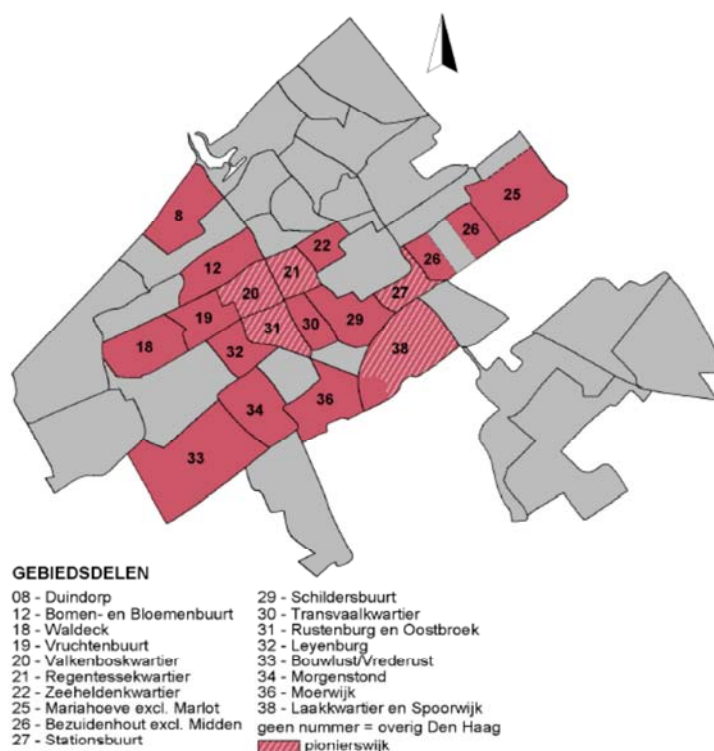 25
8
26
22
26
12
21
27
20
19
31
30
29
18
32
38
34
36
33
GEBIEDSDELEN
08 - Duindorp
12 - Bomen- en Bloemenbuurt
18 - Waldeck
19 - Vruchtenbuurt
20 - Valkenboskwartier
21 - Regentessekwartier
22 - Zeeheldenkwartier
25 - Mariahoeve excl. Marlot
26 - Bezuidenhout excl. Midden
27 - Stationsbuurt
29 - Schildersbuurt
30 - Transvaalkwartier
31 - Rustenburg en Oostbroek
32 - Leyenburg
33 - Bouwlust/Vrederust
34 - Morgenstond
36 - Moerwijk
38 - Laakkwartier en Spoorwijk
geen nummer = overig Den Haag
pionierswijk